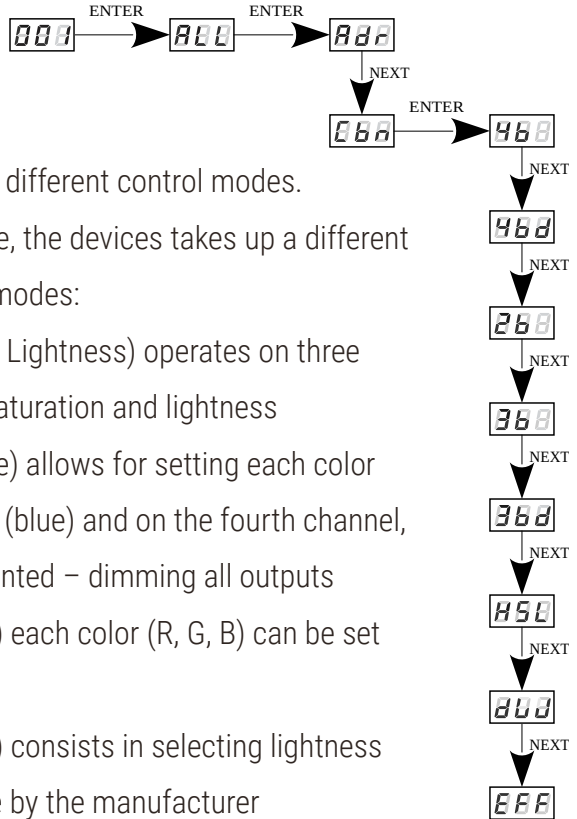 ENTER ENTER
001 ALL Adr
NEXT
ENTER
Cbn 4b
different control modes.
NEXT
e, the devices takes up a different
4bd
NEXT
modes:
2b
Lightness) operates on three
NEXT
aturation and lightness
3b
e) allows for setting each color
NEXT
(blue) and on the fourth channel,
3bd
nted – dimming all outputs
NEXT
) each color (R, G, B) can be set
HSL
NEXT
) consists in selecting lightness
dUd
NEXT
e by the manufacturer
EFF